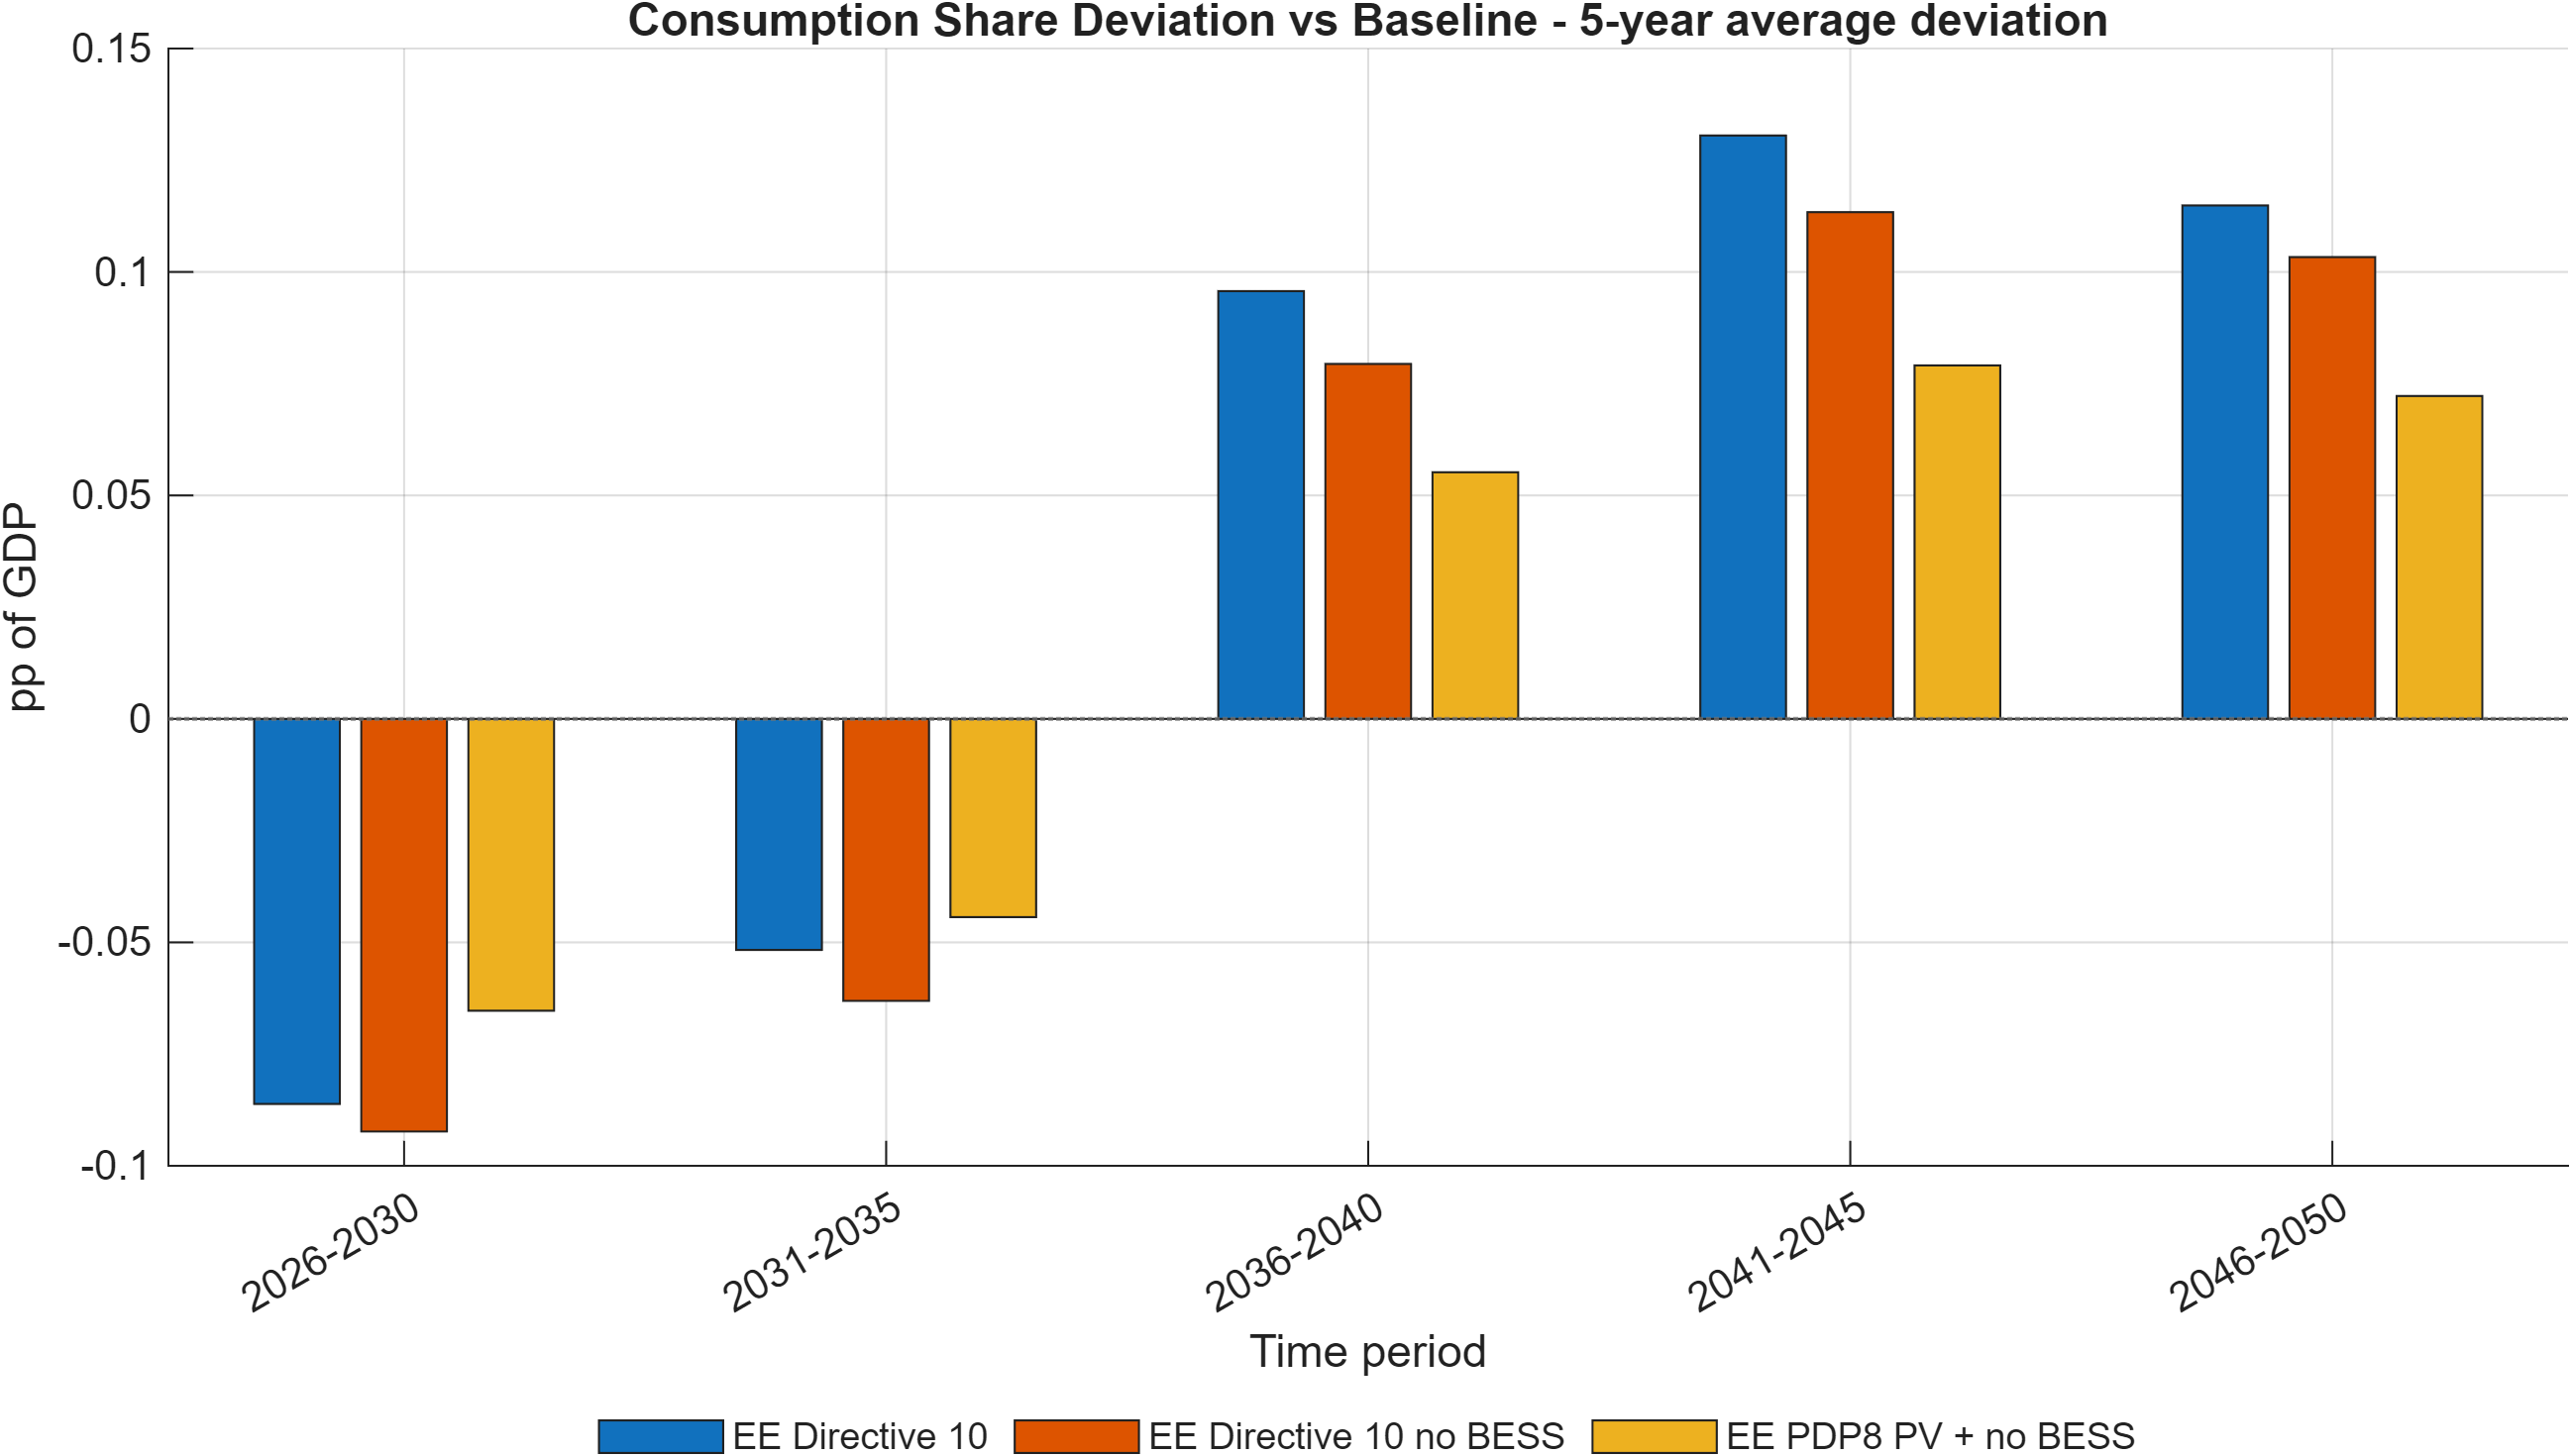 Consumption Share Deviation vs Baseline - 5-year average deviation
0.15
0.1
0.05
0
-0.05
-0.1
pp of GDP
2026-2030
2031-2035
2036-2040
2041-2045
2046-2050
Time period
EE Directive 10
EE Directive 10 no BESS
EE PDP8 PV + no BESS